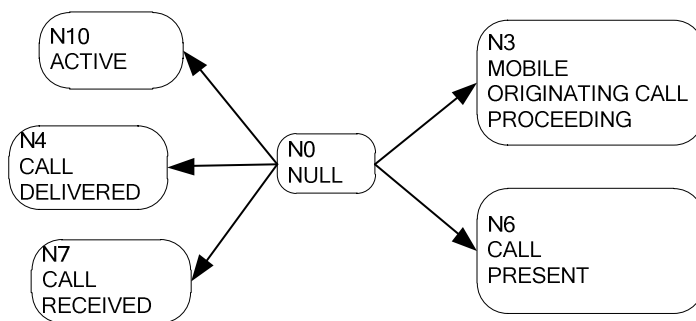 N10
ACTIVE
N4
CALL
DELIVERED
N7
CALL
RECEIVED
N0
NULL
N3
MOBILE
ORIGINATING CALL
PROCEEDING
N6
CALL
PRESENT